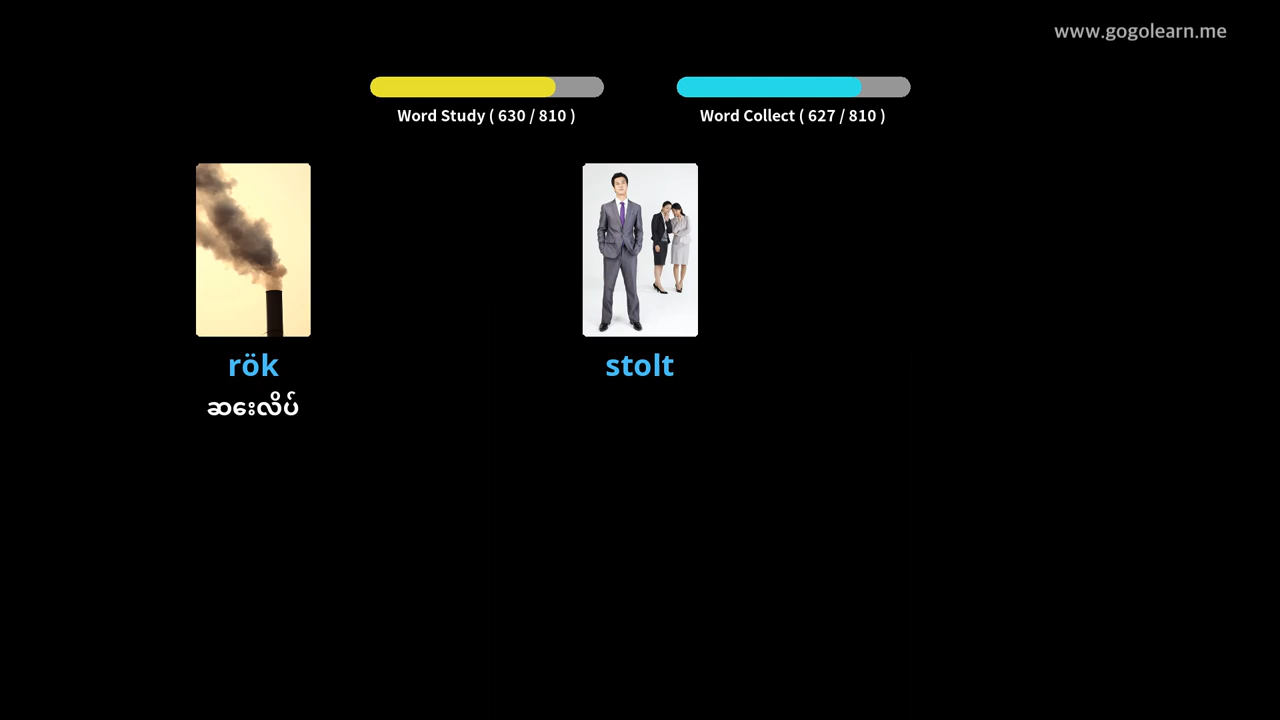 www.gogolearn.me
Word Study ( 630 / 810 )
Word Collect ( 627 / 810 )
rök
stolt
ဆေးလိပ်